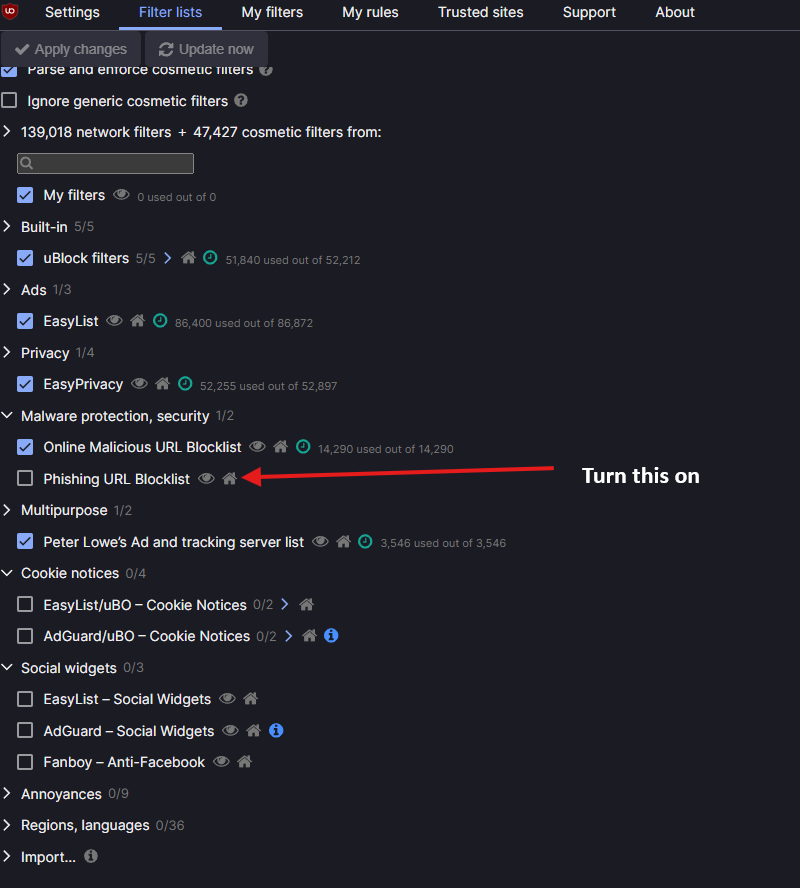 Settings Filter lists My filters My rules Trusted sites Support About
Apply changes Update now
Parse and enforce cosmetic filters
Ignore generic cosmetic filters
139,018 network filters + 47,427 cosmetic filters from:
My filters 0 used out of 0
Built-in 5/5
uBlock filters 5/5 51,840 used out of 52,212
Ads 1/3
EasyList 86,400 used out of 86,872
Privacy 1/4
EasyPrivacy 52,255 used out of 52,897
Malware protection, security 1/2
Online Malicious URL Blocklist 14,290 used out of 14,290
Phishing URL Blocklist Turn this on
Multipurpose 1/2
Peter Lowe’s Ad and tracking server list 3,546 used out of 3,546
Cookie notices 0/4
EasyList/uBO – Cookie Notices 0/2
AdGuard/uBO – Cookie Notices 0/2
Social widgets 0/3
EasyList – Social Widgets
AdGuard – Social Widgets
Fanboy – Anti-Facebook
Annoyances 0/9
Regions, languages 0/36
Import...